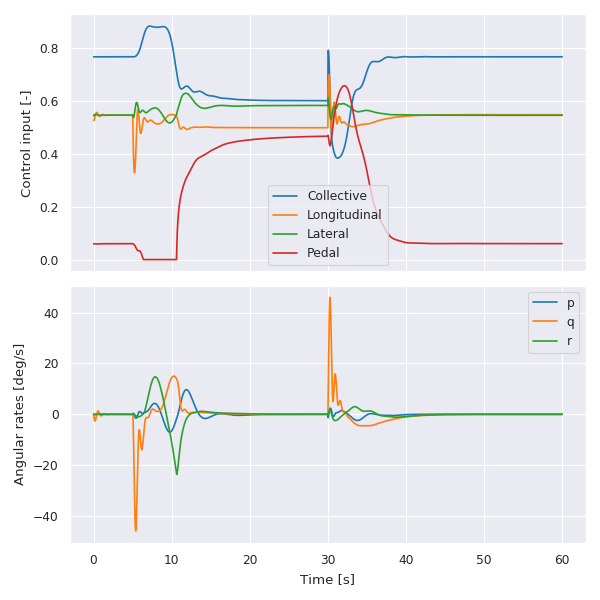 0.8
0.6
0.4
0.2
0.0
Control input [-]
Collective
Longitudinal
Lateral
Pedal
40
20
0
−20
−40
Angular rates [deg/s]
p
q
r
0 10 20 30 40 50 60
Time [s]